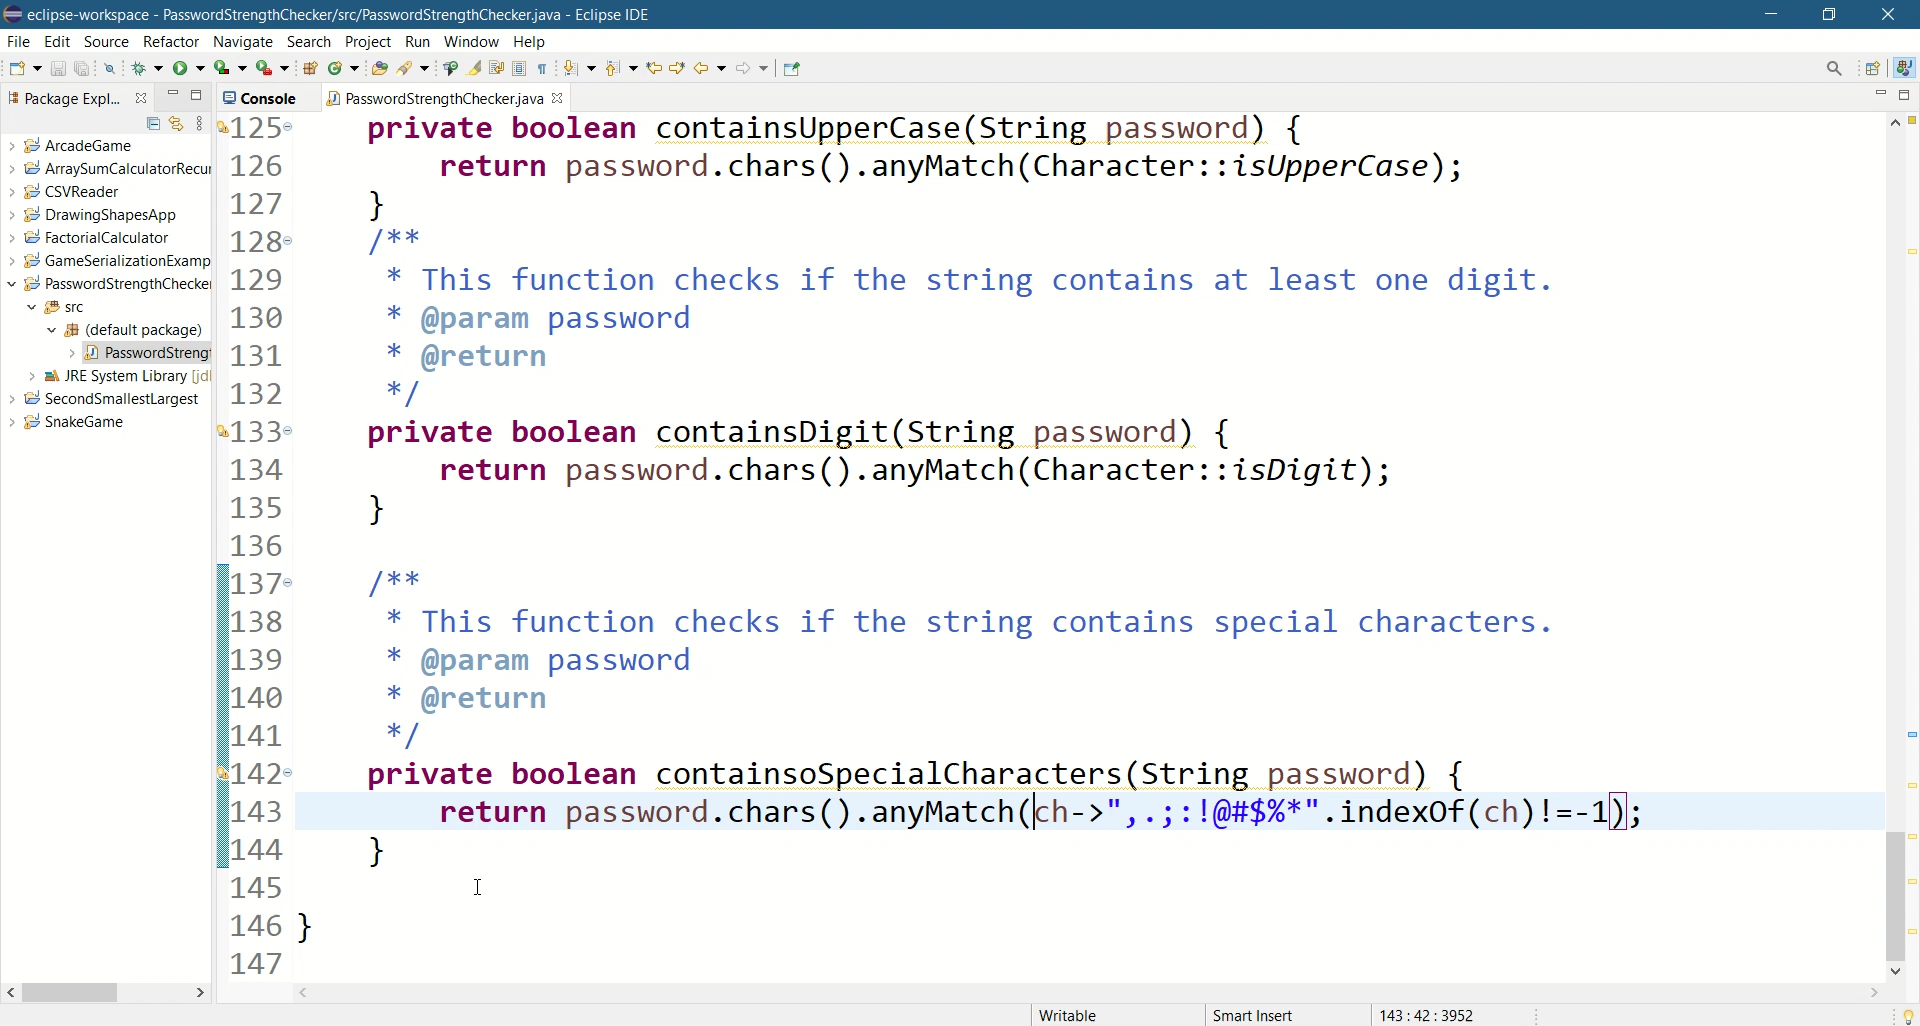 eclipse-workspace - PasswordStrengthChecker/src/PasswordStrengthChecker.java - Eclipse IDE
File Edit Source Refactor Navigate Search Project Run Window Help
Package Expl...
Console PasswordStrengthChecker.java
ArcadeGame
ArraySumCalculatorRecur
CSVReader
DrawingShapesApp
FactorialCalculator
GameSerializationExamp
PasswordStrengthChecker
src
(default package)
PasswordStrengt
JRE System Library [jd
SecondSmallestLargest
SnakeGame
125 private boolean containsUpperCase(String password) {
126 return password.chars().anyMatch(Character::isUpperCase);
127 }
128 /**
129 * This function checks if the string contains at least one digit.
130 * @param password
131 * @return
132 */
133 private boolean containsDigit(String password) {
134 return password.chars().anyMatch(Character::isDigit);
135 }
136
137 /**
138 * This function checks if the string contains special characters.
139 * @param password
140 * @return
141 */
142 private boolean containsoSpecialCharacters(String password) {
143 return password.chars().anyMatch(ch->",.;:!@#$%*".indexOf(ch)!=-1);
144 }
145
146 }
147
Writable Smart Insert 143 : 42 : 3952